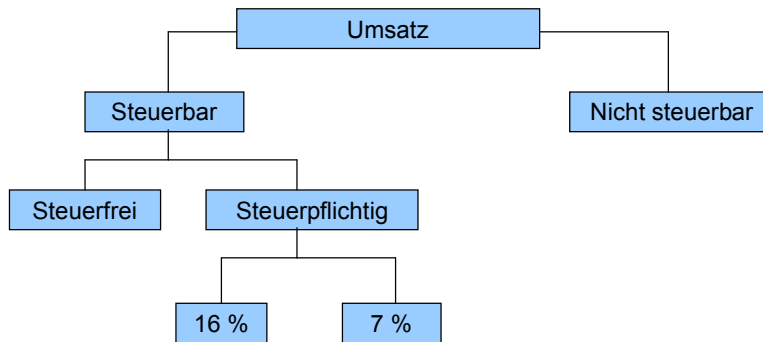 Umsatz
Steuerbar
Nicht steuerbar
Steuerfrei
Steuerpflichtig
16 %
7 %